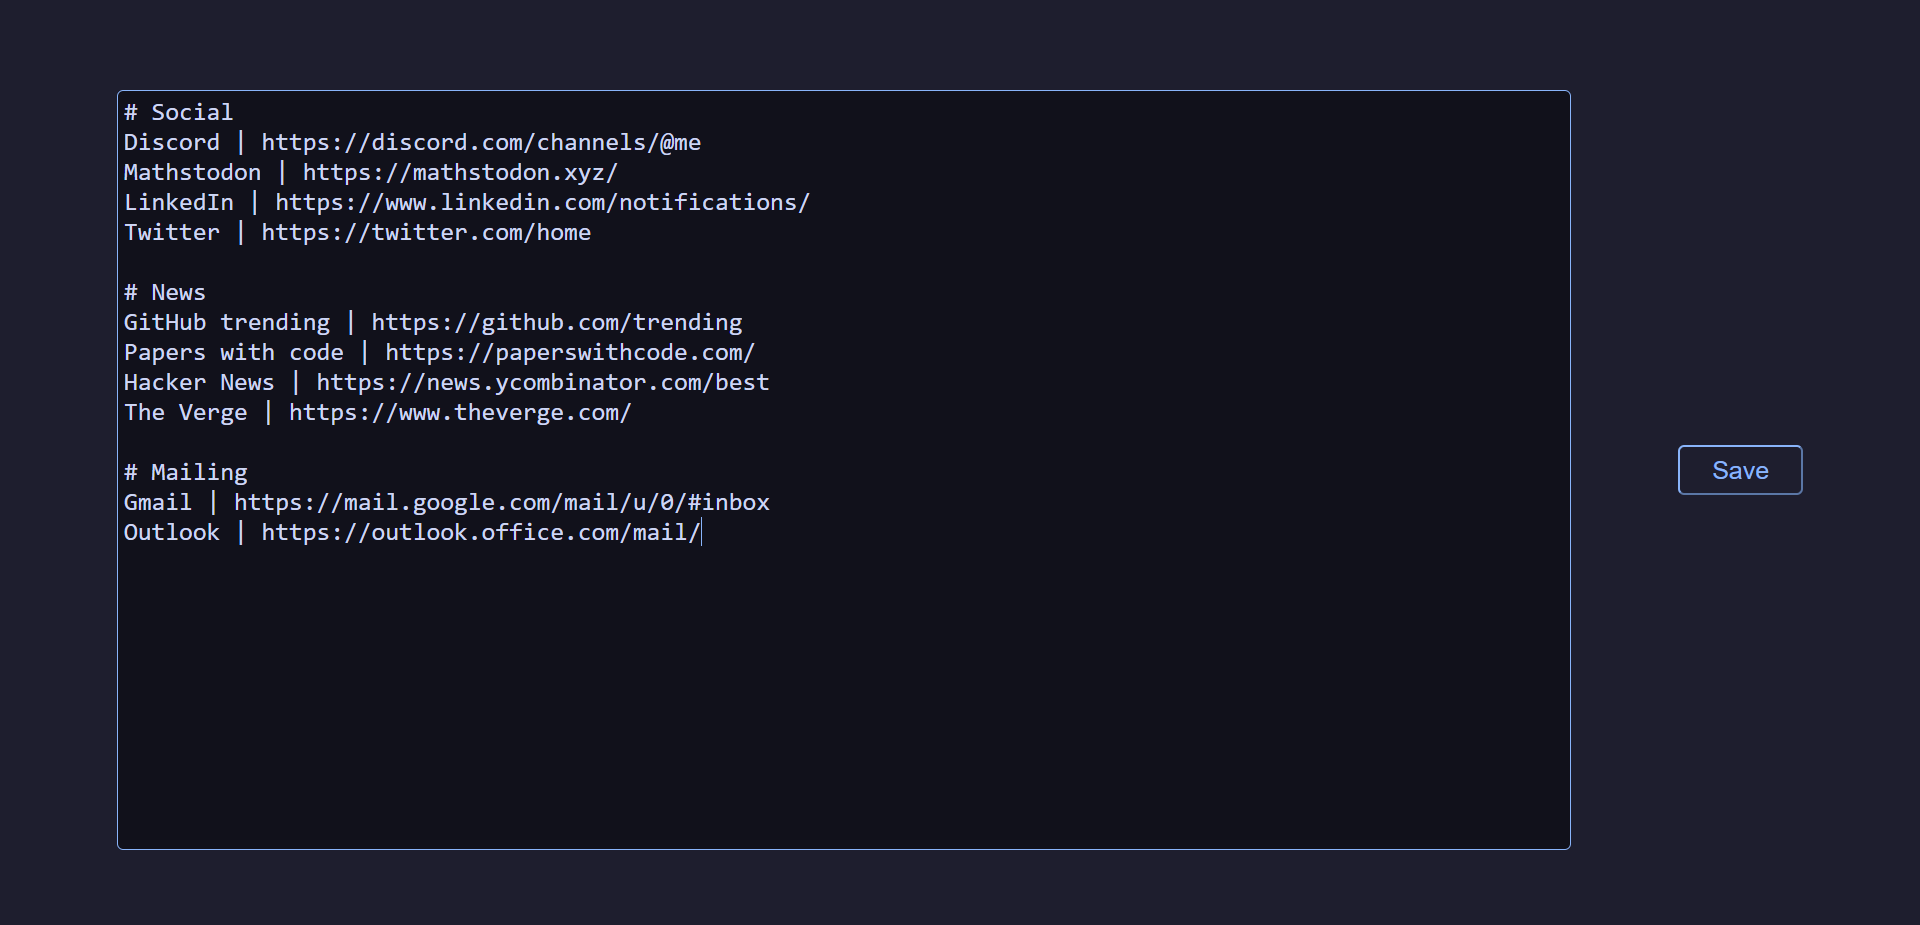 # Social
Discord | https://discord.com/channels/@me
Mathstodon | https://mathstodon.xyz/
LinkedIn | https://www.linkedin.com/notifications/
Twitter | https://twitter.com/home

# News
GitHub trending | https://github.com/trending
Papers with code | https://paperswithcode.com/
Hacker News | https://news.ycombinator.com/best
The Verge | https://www.theverge.com/

# Mailing
Gmail | https://mail.google.com/mail/u/0/#inbox
Outlook | https://outlook.office.com/mail/
Save